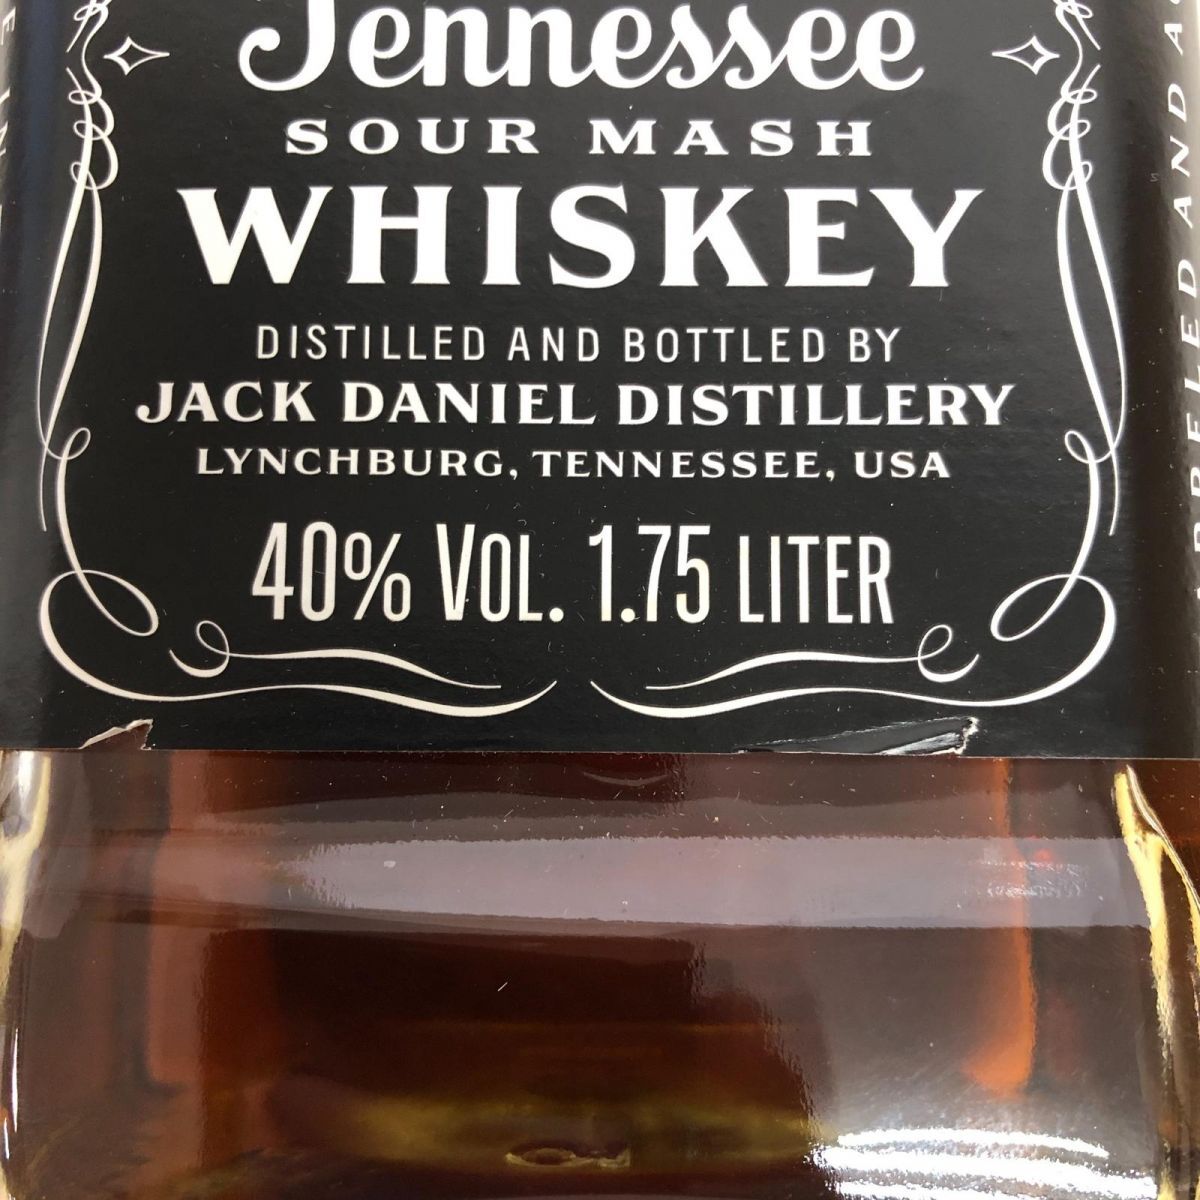 Tennessee
SOUR MASH
WHISKEY
DISTILLED AND BOTTLED BY
JACK DANIEL DISTILLERY
LYNCHBURG, TENNESSEE, USA
40% VOL. 1.75 LITER
AND